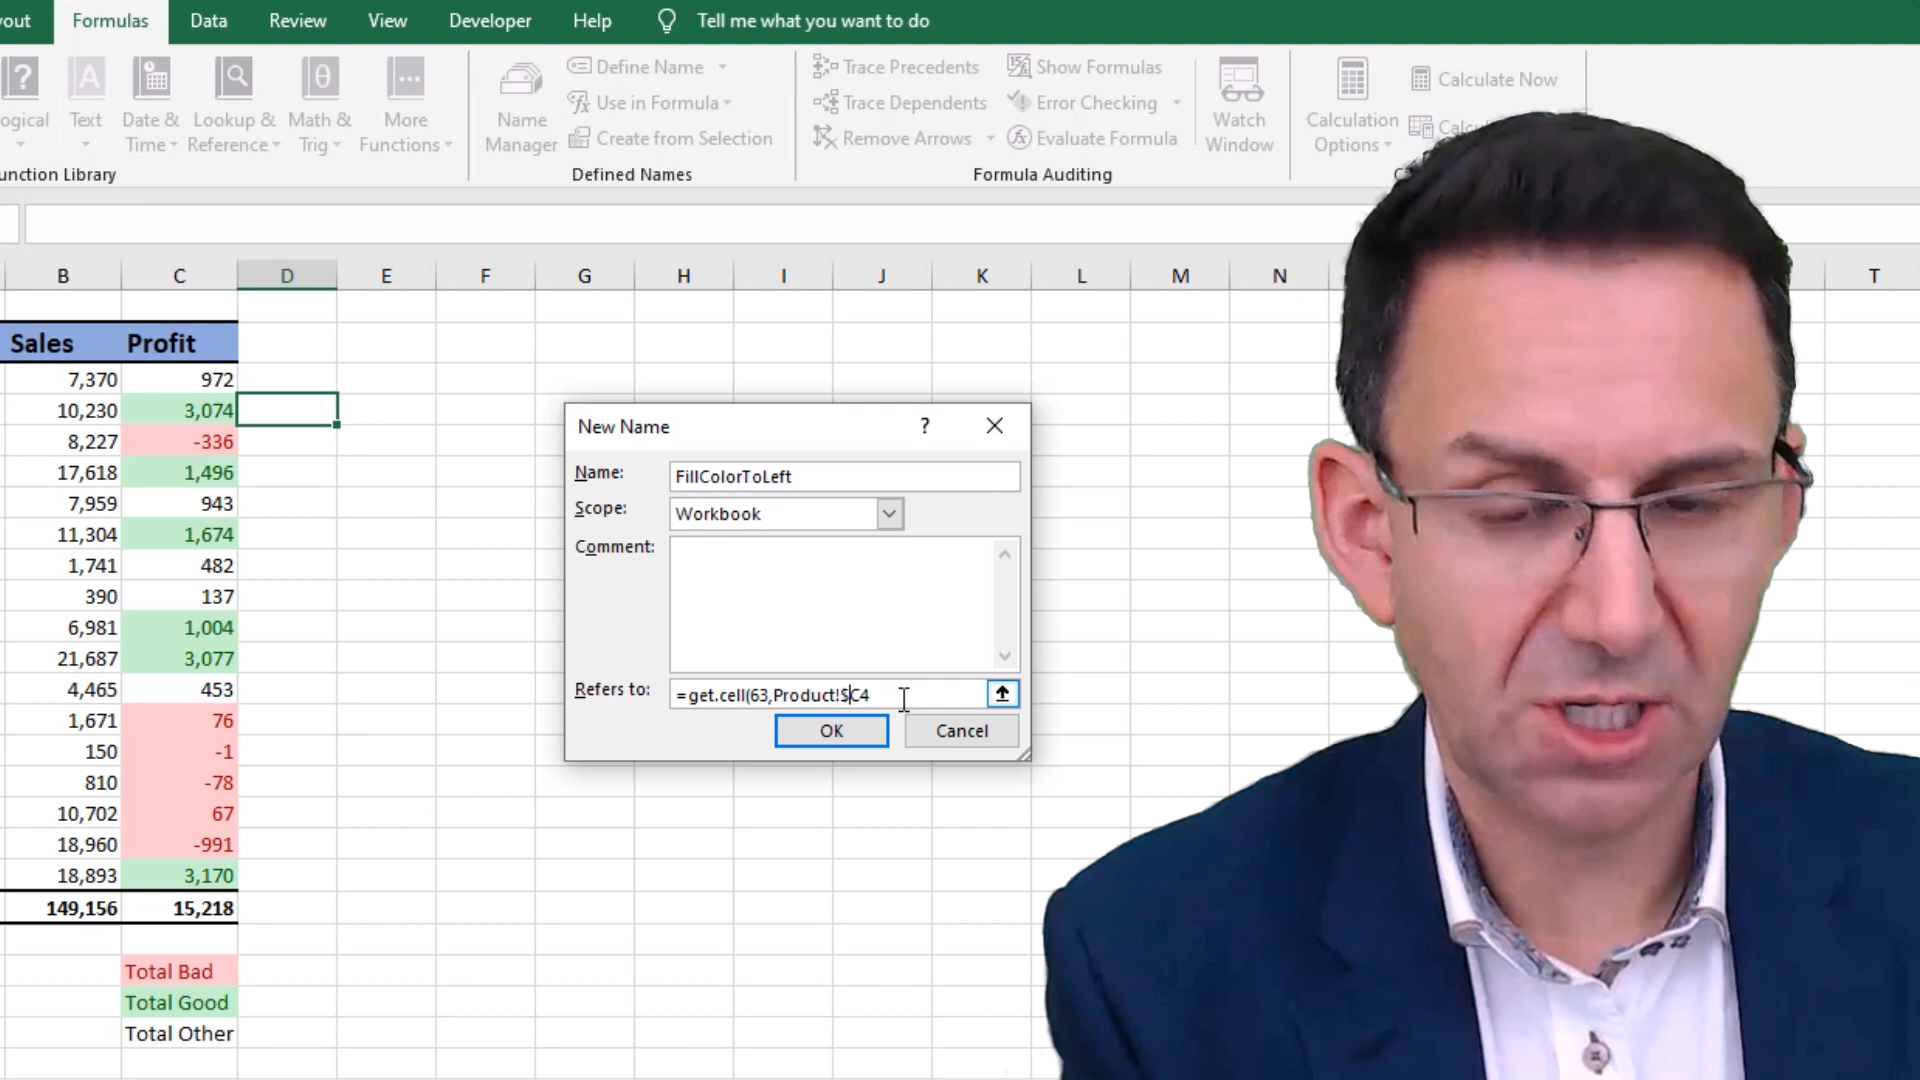 out Formulas Data Review View Developer Help Tell me what you want to do
ogical Text Date & Time Lookup & Reference Math & Trig More Functions
unction Library
Name Manager
Define Name
Use in Formula
Create from Selection
Defined Names
Trace Precedents
Trace Dependents
Remove Arrows
Show Formulas
Error Checking
Evaluate Formula
Formula Auditing
Watch Window
Calculation Options
Calculate Now
Calcu
C
B C D E F G H I J K L M N T
Sales Profit
7,370 972
10,230 3,074
8,227 -336
17,618 1,496
7,959 943
11,304 1,674
1,741 482
390 137
6,981 1,004
21,687 3,077
4,465 453
1,671 76
150 -1
810 -78
10,702 67
18,960 -991
18,893 3,170
149,156 15,218
Total Bad
Total Good
Total Other
New Name ?
Name: FillColorToLeft
Scope: Workbook
Comment:
Refers to: =get.cell(63,Product!$C4
OK Cancel